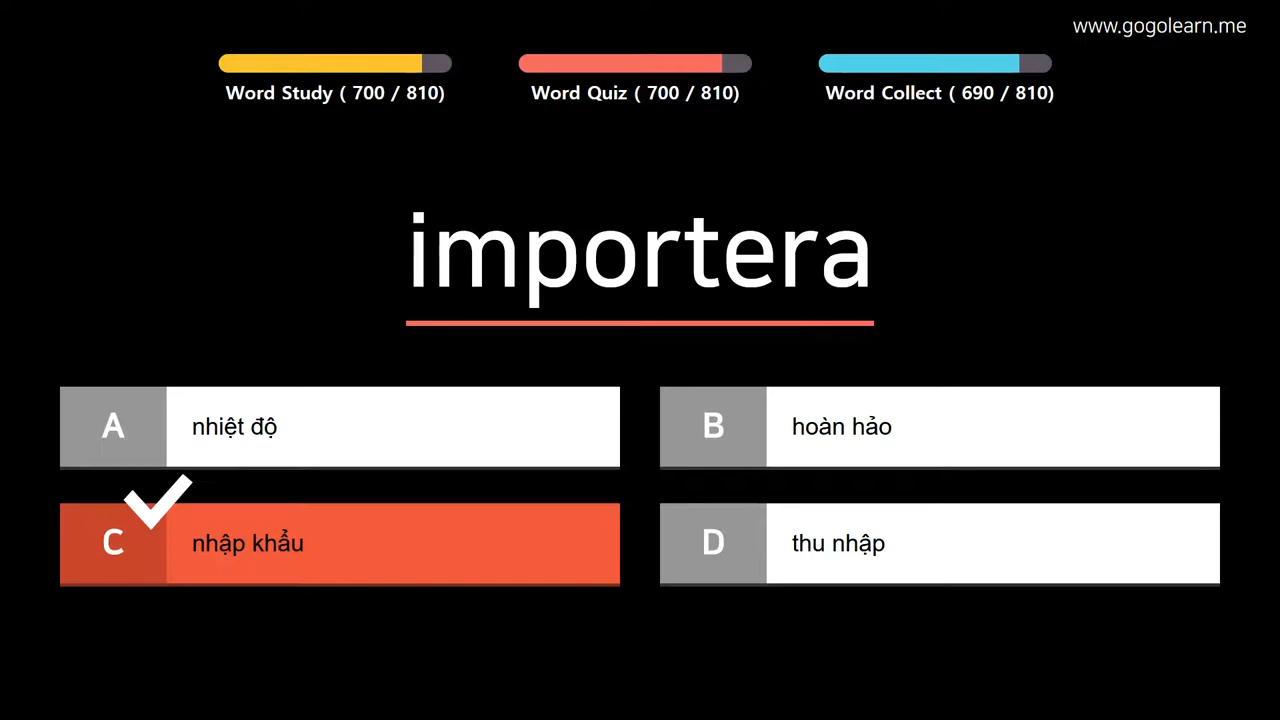 www.gogolearn.me
Word Study ( 700 / 810)
Word Quiz ( 700 / 810)
Word Collect ( 690 / 810)
importera
A nhiệt độ
B hoàn hảo
C nhập khẩu
D thu nhập